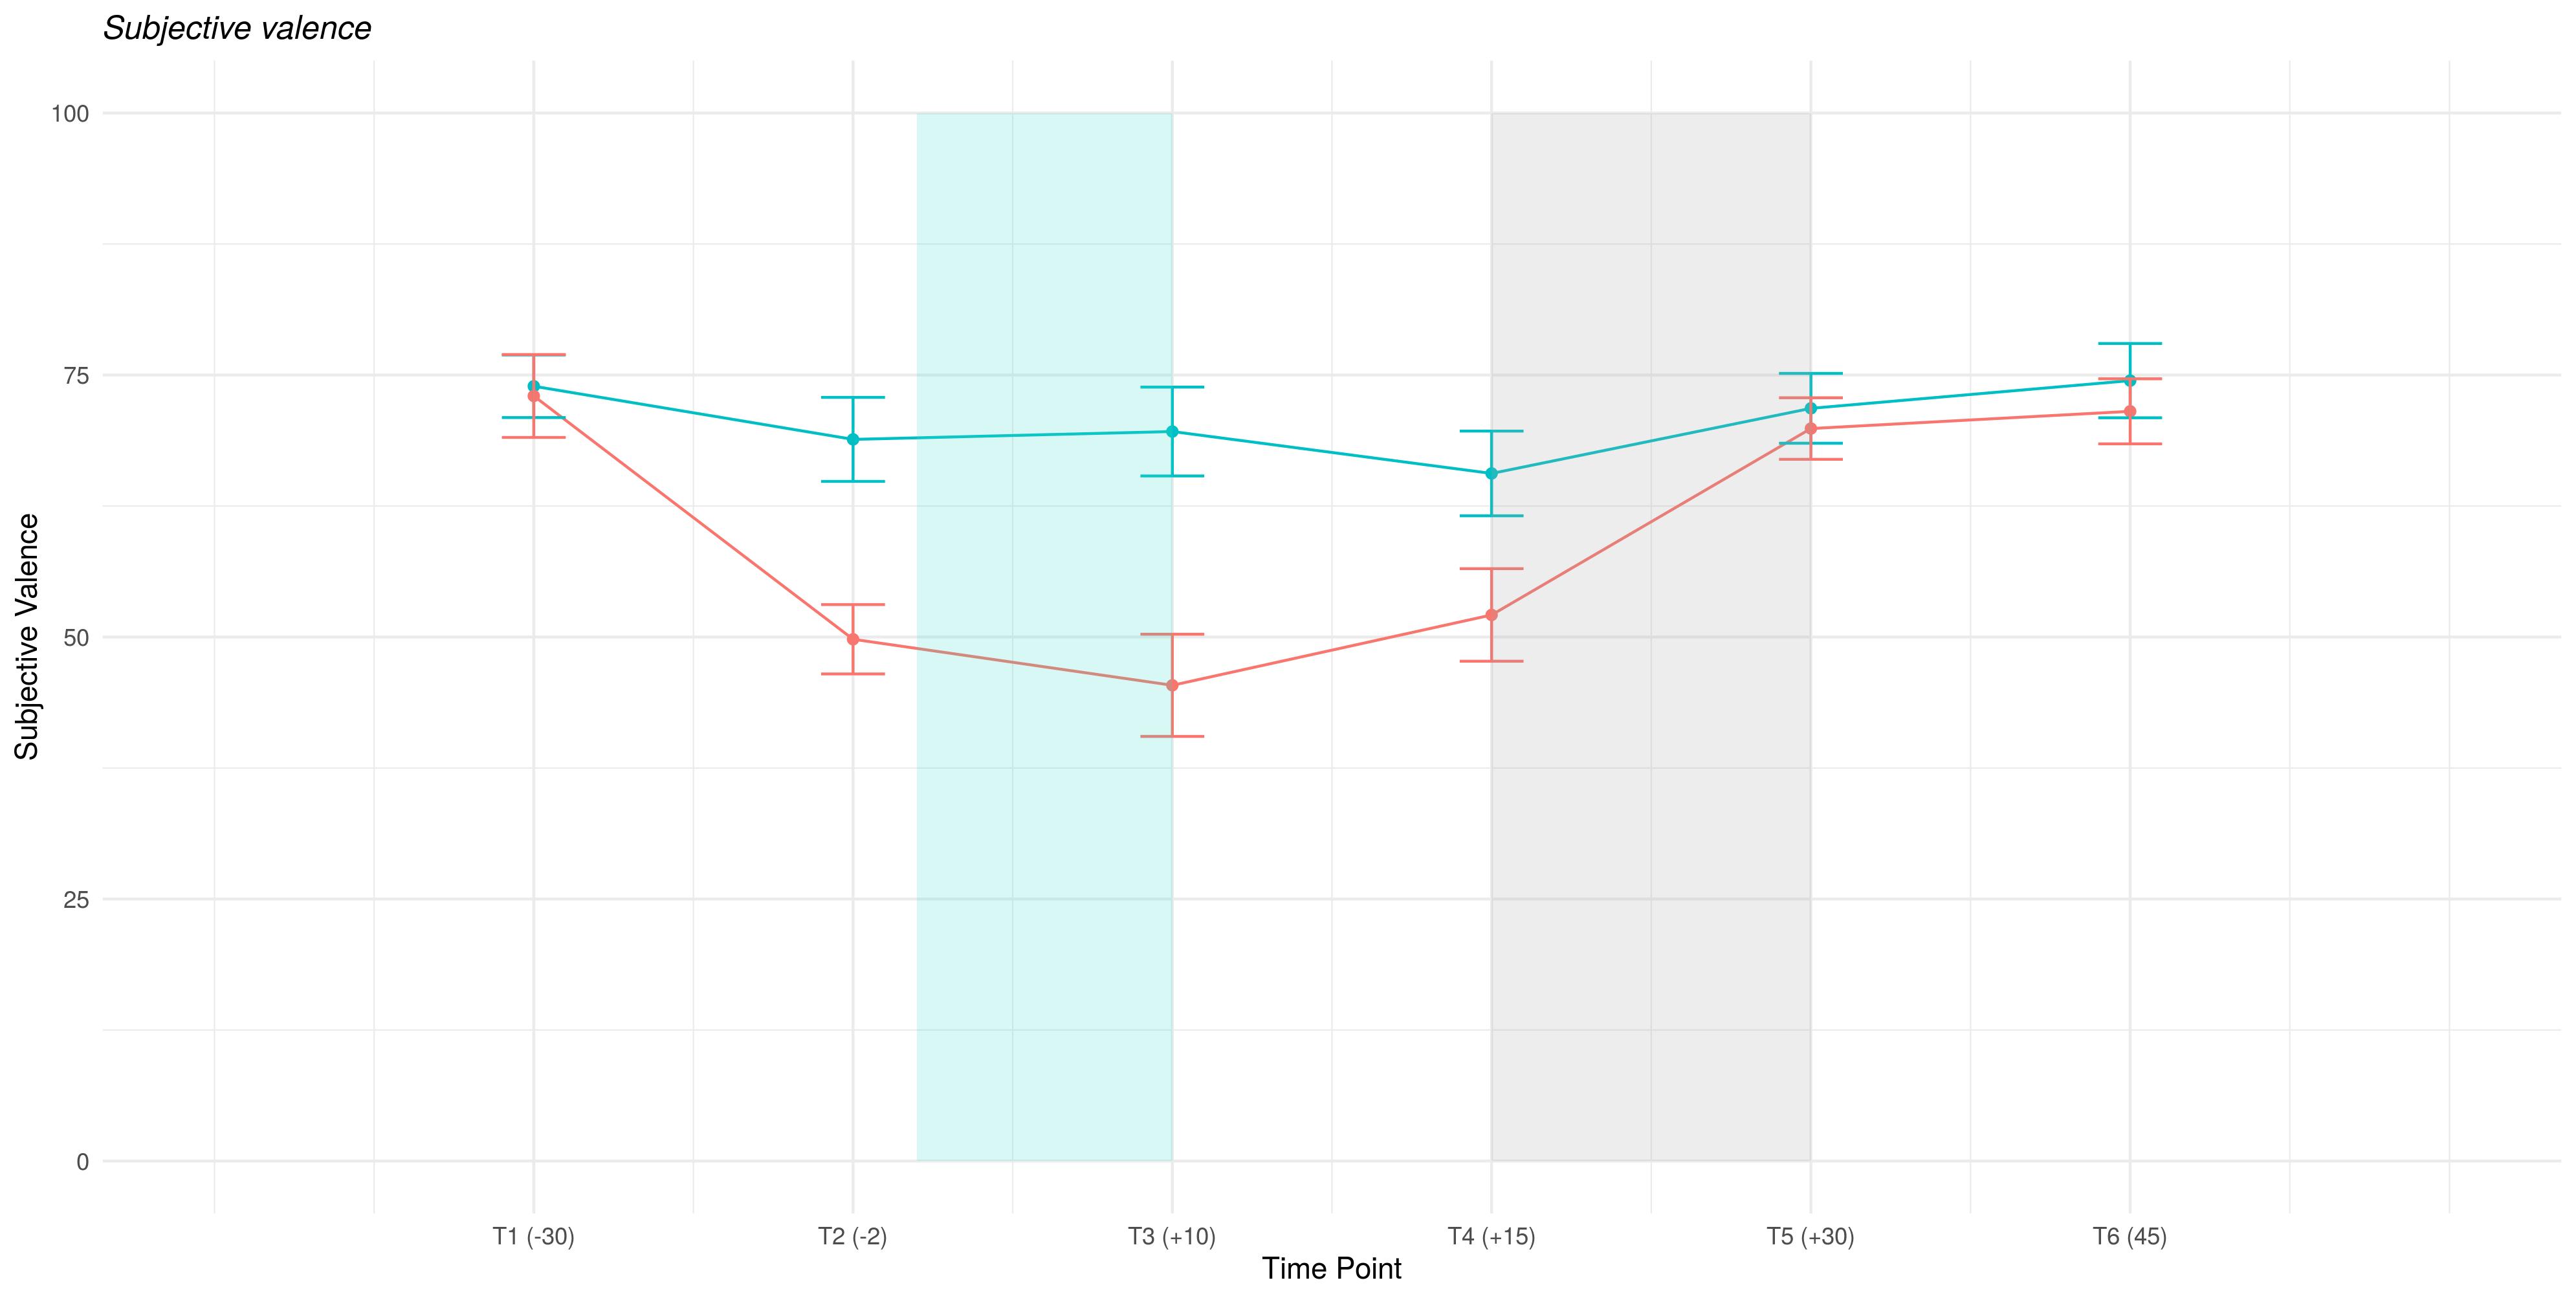 Subjective valence
100
75
50
25
0
Subjective Valence
T1 (-30)
T2 (-2)
T3 (+10)
T4 (+15)
T5 (+30)
T6 (45)
Time Point